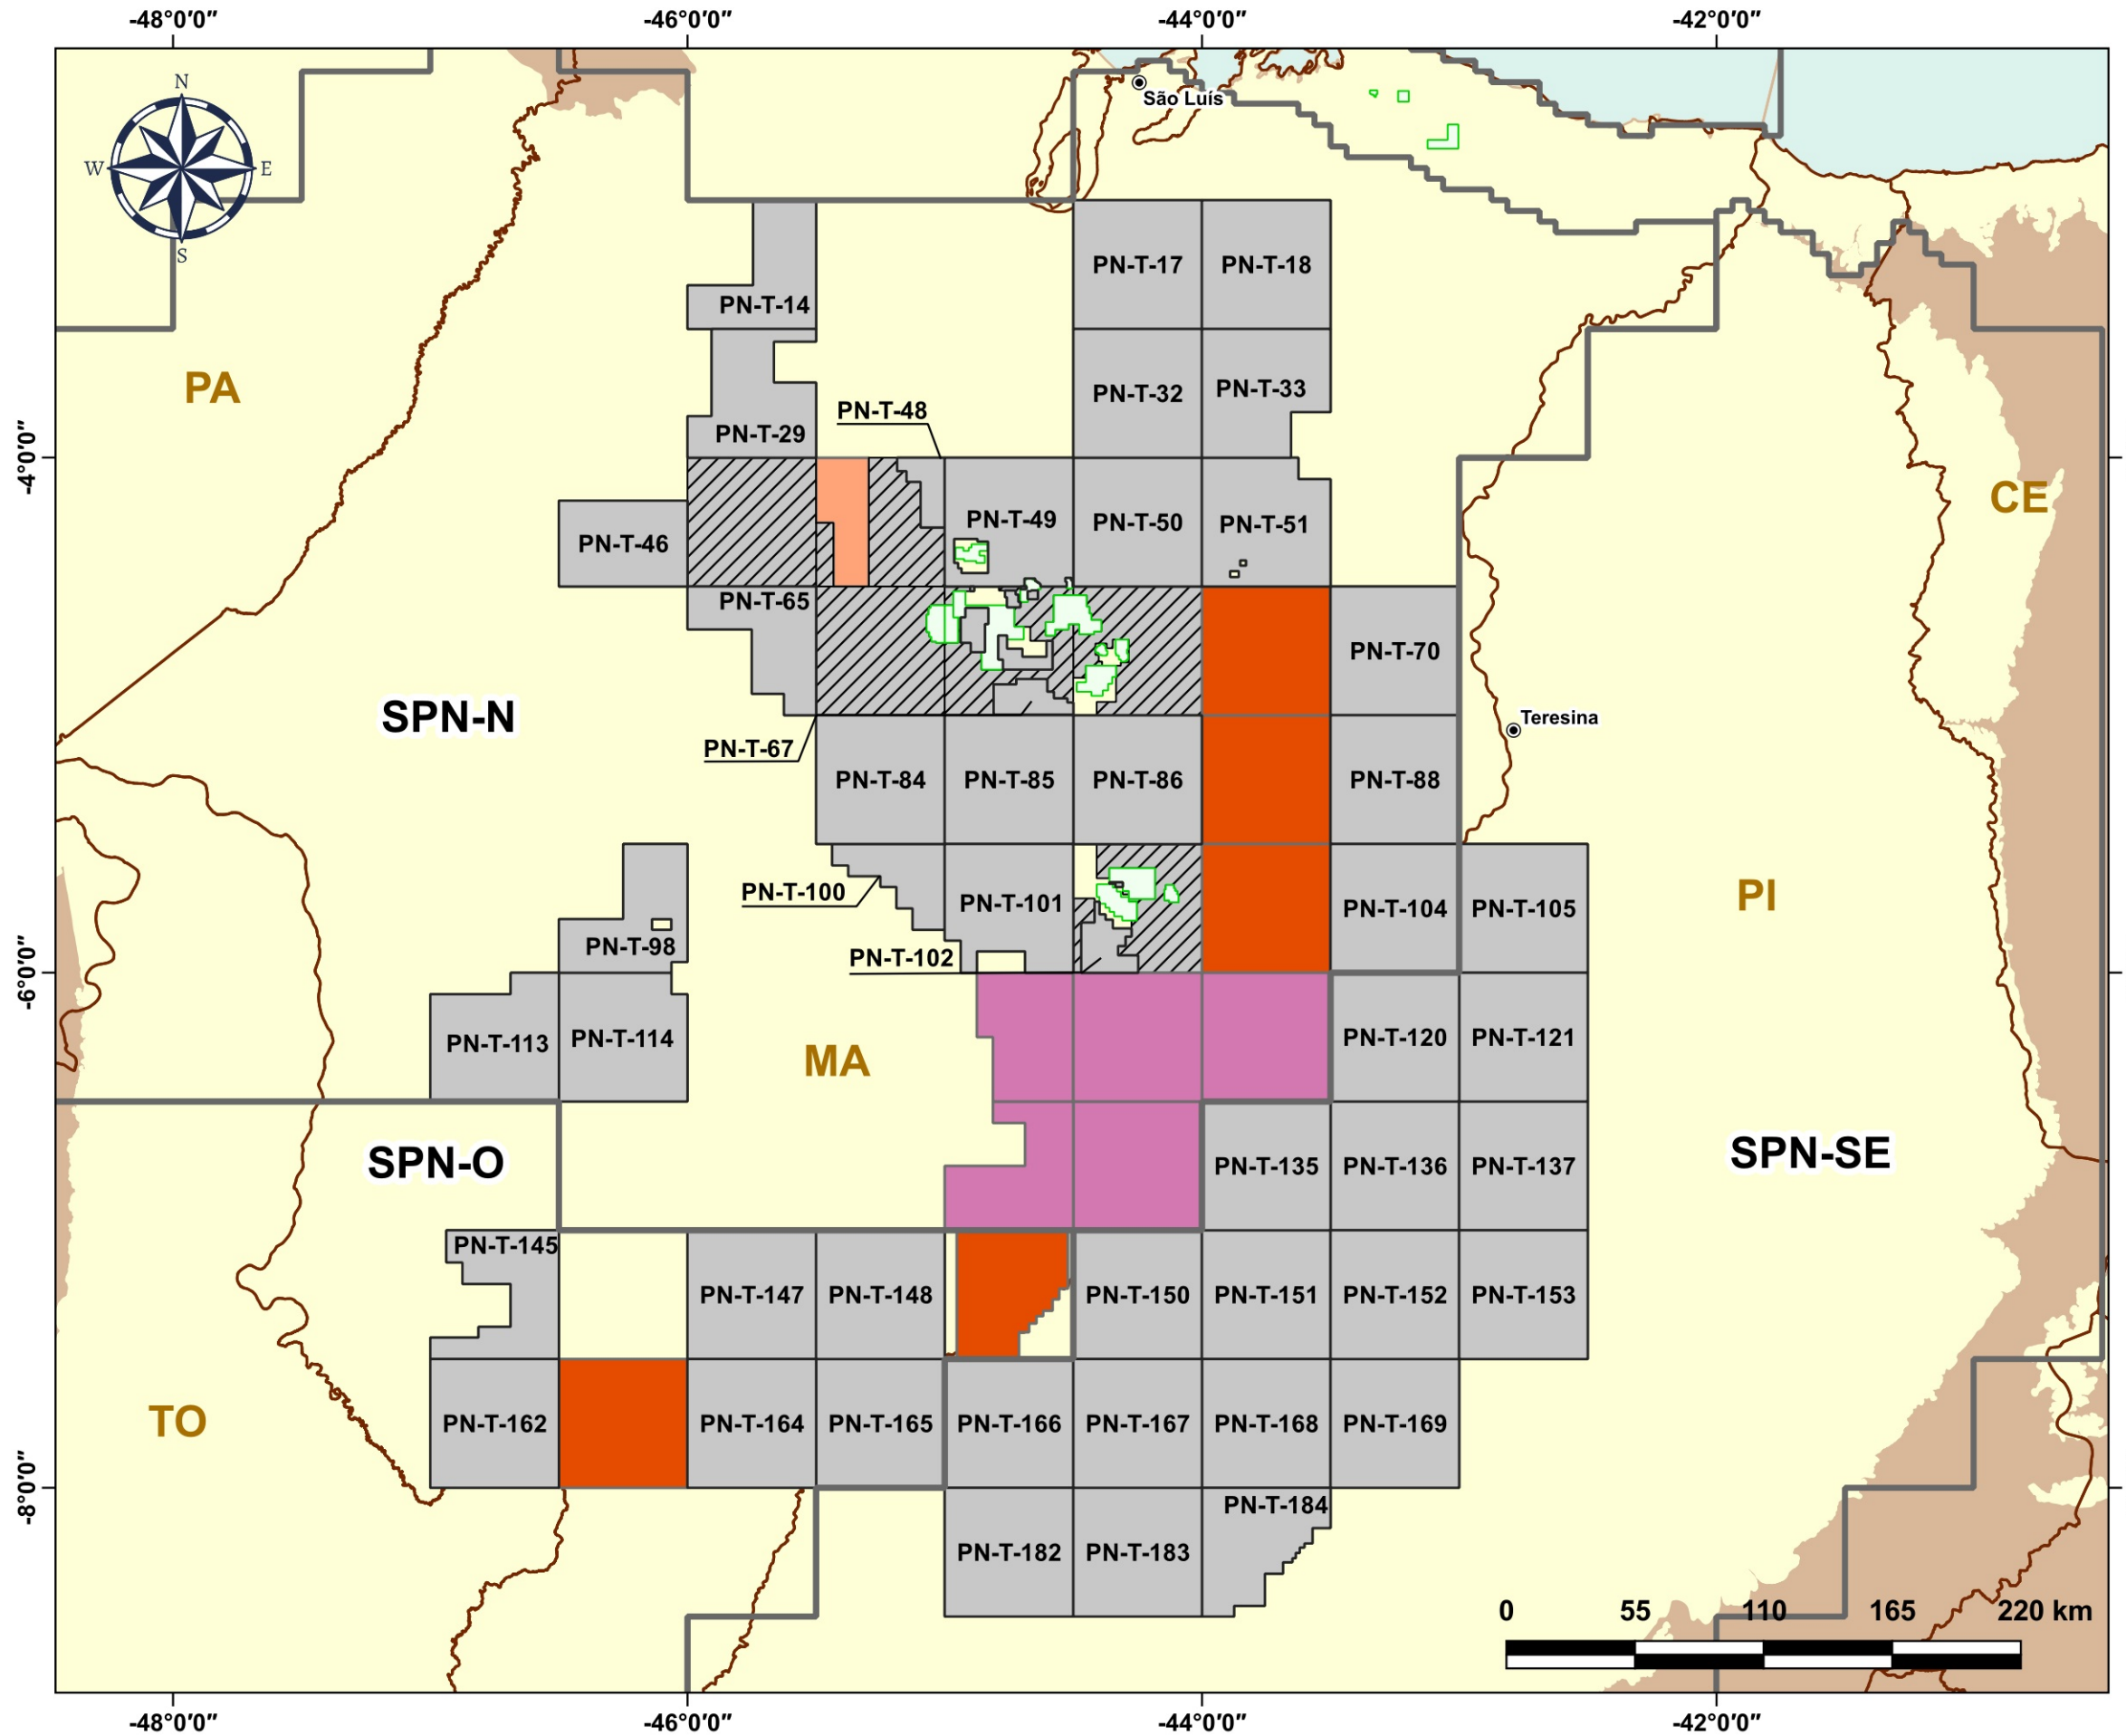 -48°0′0″ -46°0′0″ -44°0′0″ -42°0′0″
N
São Luís
W E
S
PN-T-17 PN-T-18
PN-T-14
PA
PN-T-32 PN-T-33
PN-T-48
PN-T-29
-4°0′0″
CE
PN-T-49 PN-T-50 PN-T-51
PN-T-46
PN-T-65
PN-T-70
SPN-N
Teresina
PN-T-67
PN-T-84 PN-T-85 PN-T-86 PN-T-88
PN-T-100
PI
PN-T-101
PN-T-104 PN-T-105
PN-T-98
PN-T-102
-6°0′0″
PN-T-113 PN-T-114
PN-T-120 PN-T-121
MA
SPN-O
SPN-SE
PN-T-135 PN-T-136 PN-T-137
PN-T-145
PN-T-147 PN-T-148 PN-T-150 PN-T-151 PN-T-152 PN-T-153
TO
PN-T-162 PN-T-164 PN-T-165 PN-T-166 PN-T-167 PN-T-168 PN-T-169
-8°0′0″
PN-T-184
PN-T-182 PN-T-183
0 55 110 165 220 km
-48°0′0″ -46°0′0″ -44°0′0″ -42°0′0″